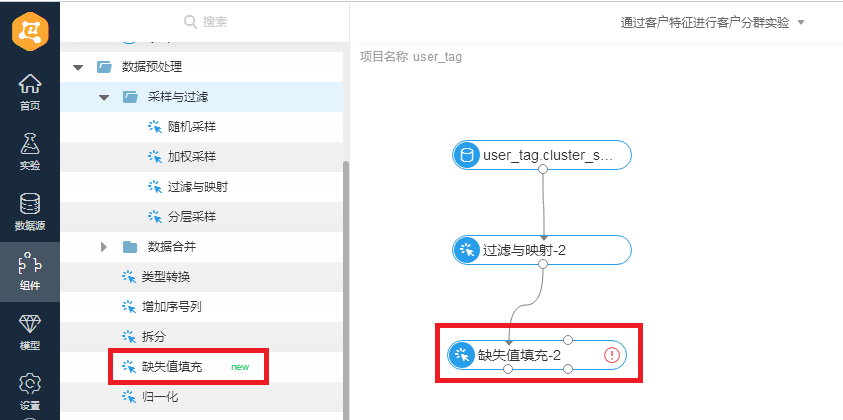 搜索
通过客户特征进行客户分群实验
项目名称 user_tag
首页
实验
数据源
组件
模型
设置
数据预处理
采样与过滤
随机采样
加权采样
过滤与映射
分层采样
数据合并
类型转换
增加序号列
拆分
缺失值填充 new
归一化
user_tag.cluster_s...
过滤与映射-2
缺失值填充-2